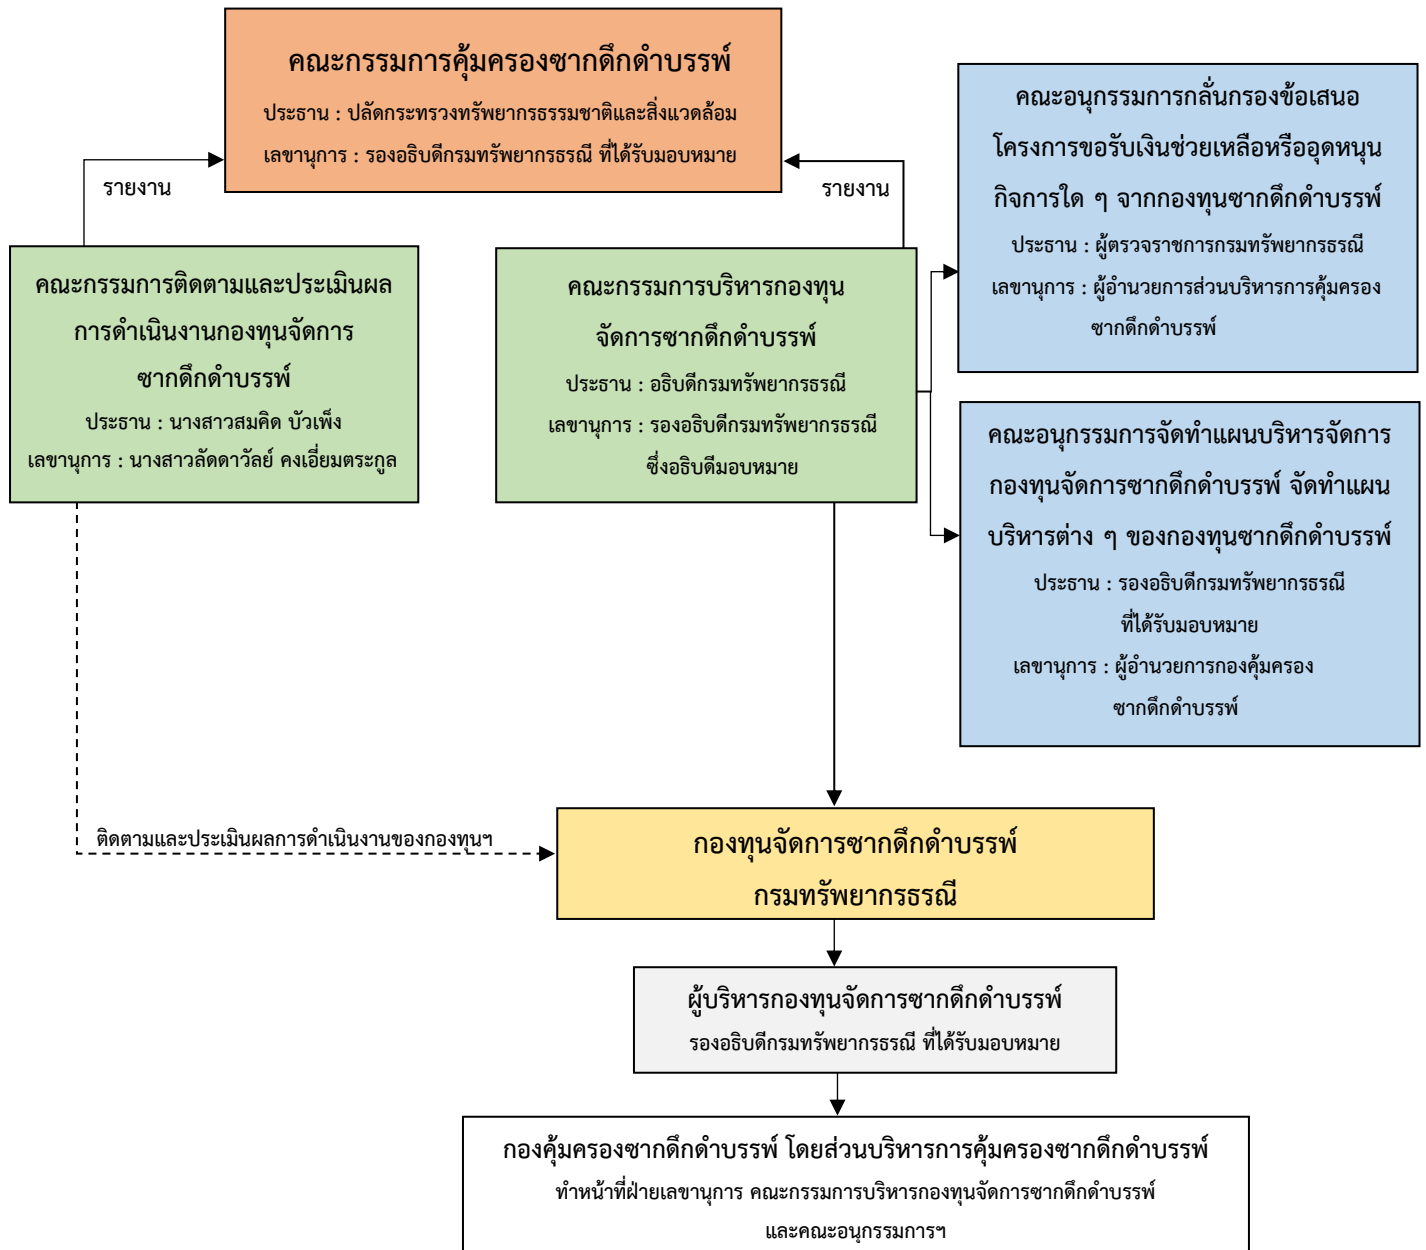 คณะกรรมการคุ้มครองซากดึกดำบรรพ์
ประธาน : ปลัดกระทรวงทรัพยากรธรรมชาติและสิ่งแวดล้อม
เลขานุการ : รองอธิบดีกรมทรัพยากรธรณี ที่ได้รับมอบหมาย
รายงาน
รายงาน
คณะกรรมการติดตามและประเมินผล
การดำเนินงานกองทุนจัดการ
ซากดึกดำบรรพ์
ประธาน : นางสาวสมคิด บัวเพ็ง
เลขานุการ : นางสาวลัดดาวัลย์ คงเอี่ยมตระกูล
คณะกรรมการบริหารกองทุน
จัดการซากดึกดำบรรพ์
ประธาน : อธิบดีกรมทรัพยากรธรณี
เลขานุการ : รองอธิบดีกรมทรัพยากรธรณี
ซึ่งอธิบดีมอบหมาย
คณะอนุกรรมการกลั่นกรองข้อเสนอ
โครงการขอรับเงินช่วยเหลือหรืออุดหนุน
กิจการใด ๆ จากกองทุนซากดึกดำบรรพ์
ประธาน : ผู้ตรวจราชการกรมทรัพยากรธรณี
เลขานุการ : ผู้อำนวยการส่วนบริหารการคุ้มครอง
ซากดึกดำบรรพ์
คณะอนุกรรมการจัดทำแผนบริหารจัดการ
กองทุนจัดการซากดึกดำบรรพ์ จัดทำแผน
บริหารต่าง ๆ ของกองทุนซากดึกดำบรรพ์
ประธาน : รองอธิบดีกรมทรัพยากรธรณี
ที่ได้รับมอบหมาย
เลขานุการ : ผู้อำนวยการกองคุ้มครอง
ซากดึกดำบรรพ์
ติดตามและประเมินผลการดำเนินงานของกองทุนฯ
กองทุนจัดการซากดึกดำบรรพ์
กรมทรัพยากรธรณี
ผู้บริหารกองทุนจัดการซากดึกดำบรรพ์
รองอธิบดีกรมทรัพยากรธรณี ที่ได้รับมอบหมาย
กองคุ้มครองซากดึกดำบรรพ์ โดยส่วนบริหารการคุ้มครองซากดึกดำบรรพ์
ทำหน้าที่ฝ่ายเลขานุการ คณะกรรมการบริหารกองทุนจัดการซากดึกดำบรรพ์
และคณะอนุกรรมการฯ